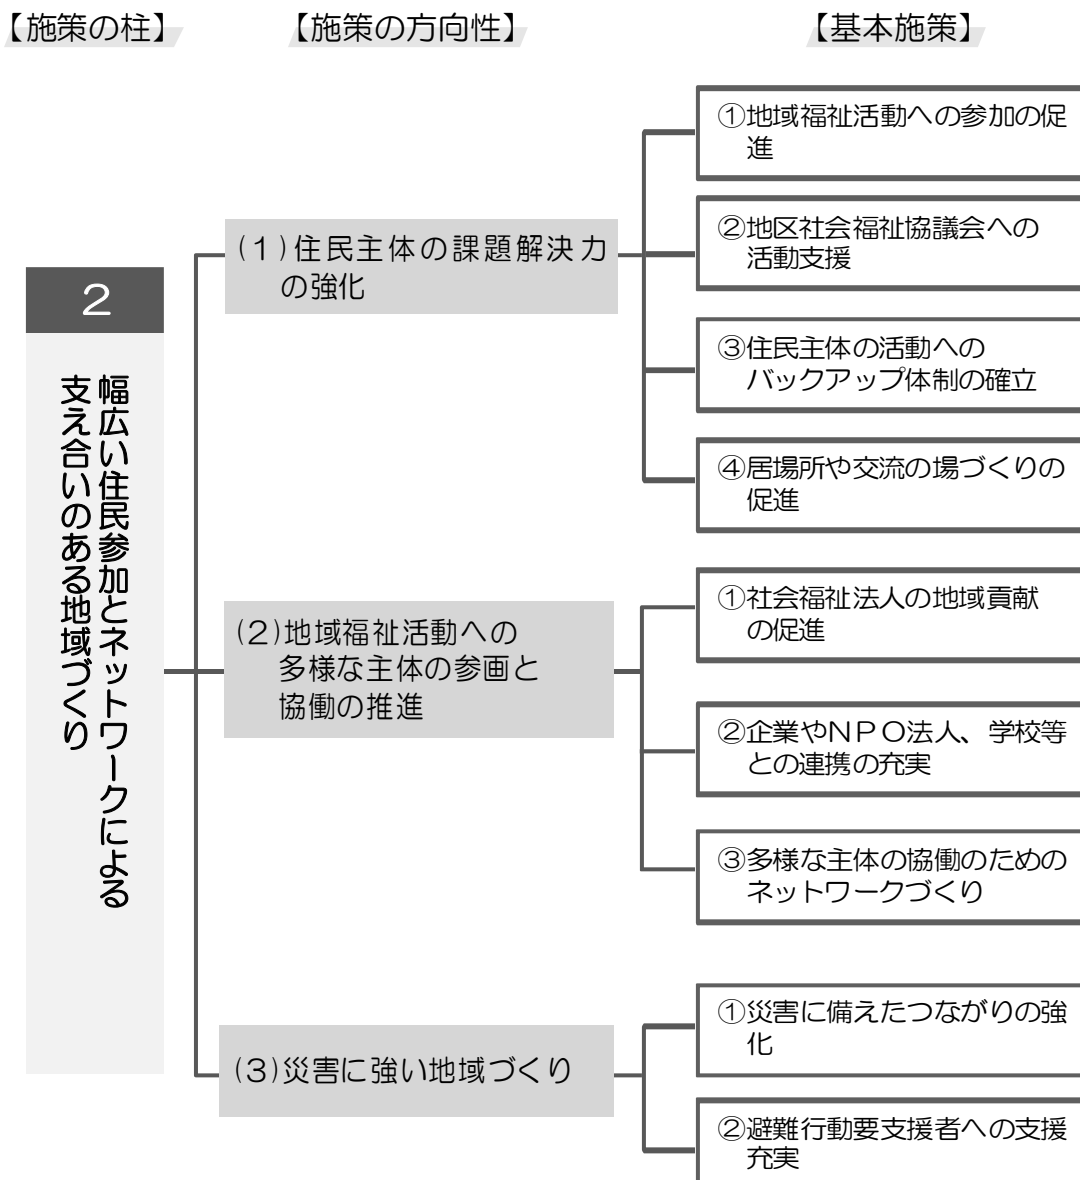 【施策の柱】
【施策の方向性】
【基本施策】
2
幅広い住民参加とネットワークによる
支え合いのある地域づくり
(1)住民主体の課題解決力
の強化
①地域福祉活動への参加の促
進
②地区社会福祉協議会への
活動支援
③住民主体の活動への
バックアップ体制の確立
④居場所や交流の場づくりの
促進
(2)地域福祉活動への
多様な主体の参画と
協働の推進
①社会福祉法人の地域貢献
の促進
②企業やNPO法人、学校等
との連携の充実
③多様な主体の協働のための
ネットワークづくり
(3)災害に強い地域づくり
①災害に備えたつながりの強
化
②避難行動要支援者への支援
充実